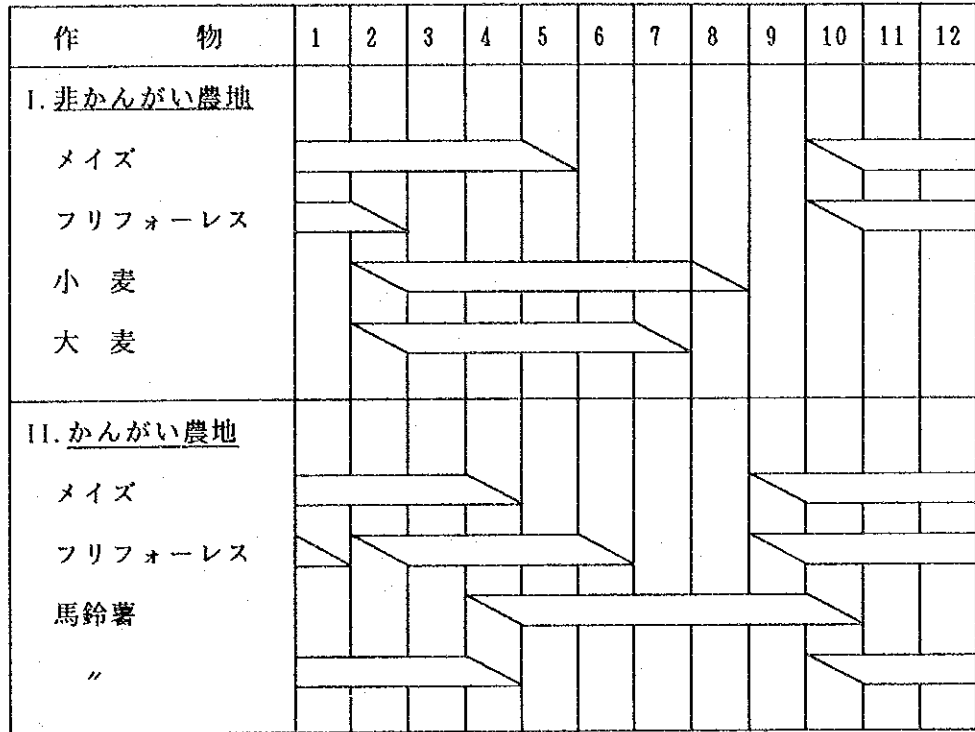 作 物 1 2 3 4 5 6 7 8 9 10 11 12
I. 非かんがい農地
メイズ
フリフォーレス
小 麦
大 麦
II. かんがい農地
メイズ
フリフォーレス
馬鈴薯
〃